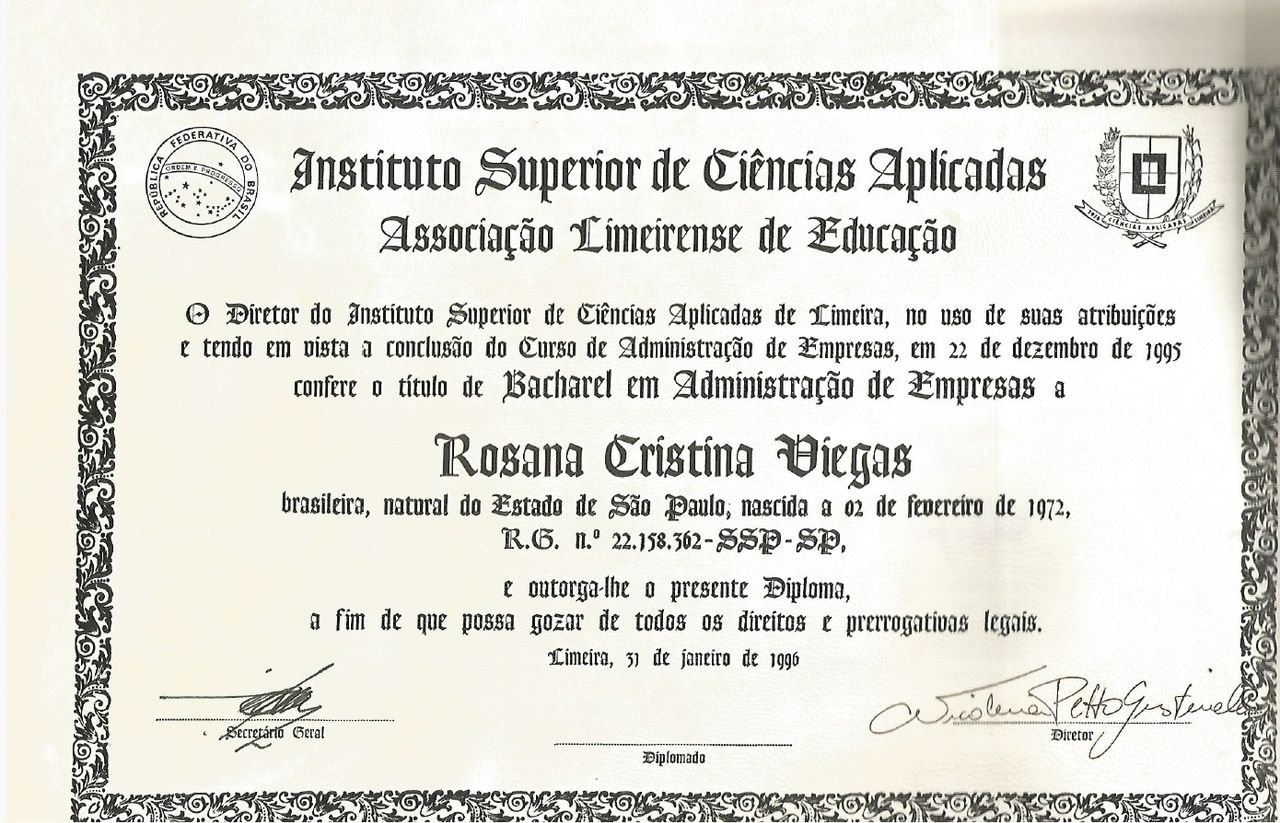 REPÚBLICA FEDERATIVA DO BRASIL
ORDEM E PROGRESSO
Instituto Superior de Ciências Aplicadas
Associação Limeirense de Educação
CIÊNCIAS APLICADAS
O Diretor do Instituto Superior de Ciências Aplicadas de Limeira, no uso de suas atribuições
e tendo em vista a conclusão do Curso de Administração de Empresas, em 22 de dezembro de 1995
confere o título de Bacharel em Administração de Empresas a
Rosana Cristina Viegas
brasileira, natural do Estado de São Paulo, nascida a 02 de fevereiro de 1972,
R.G. n.º 22.158.362-SSP-SP,
e outorga-lhe o presente Diploma,
a fim de que possa gozar de todos os direitos e prerrogativas legais.
Limeira, 31 de janeiro de 1996
Secretário Geral
Diretor
Diplomado